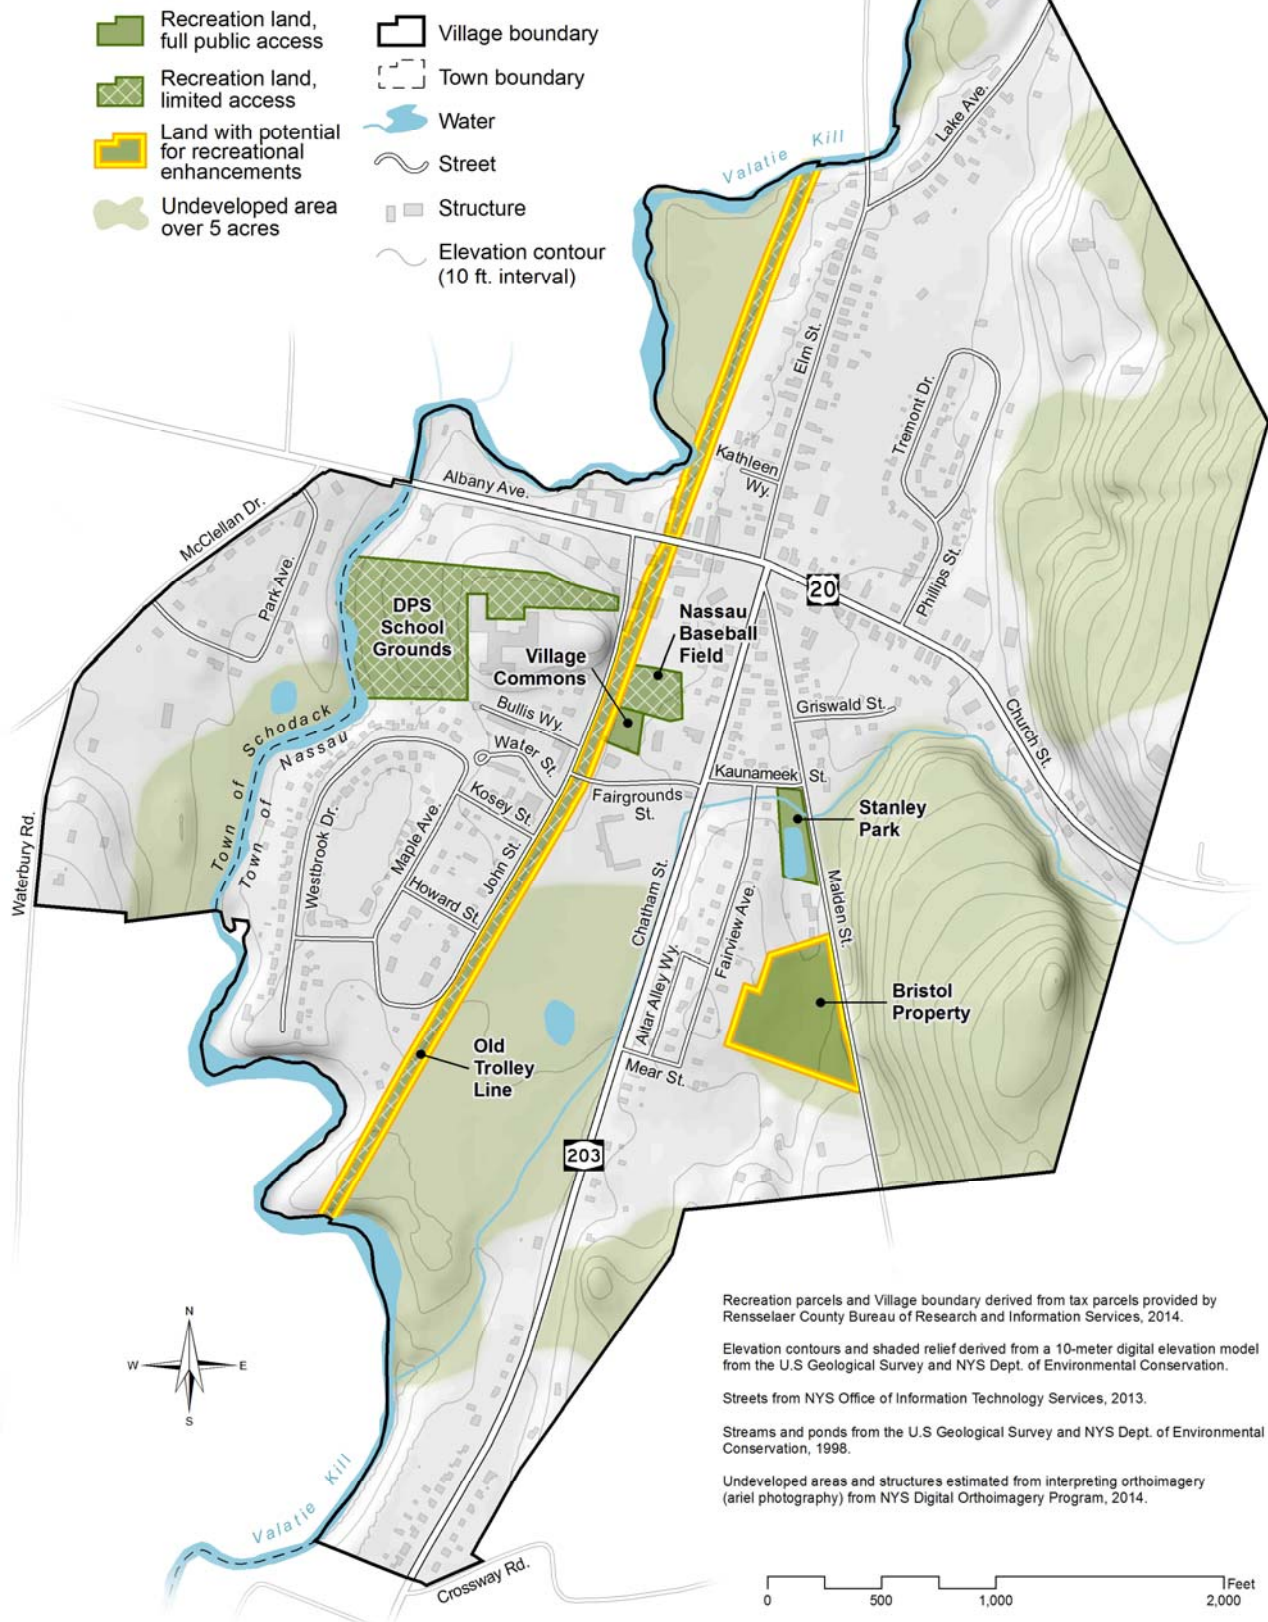 Recreation land,
full public access
Recreation land,
limited access
Land with potential
for recreational
enhancements
Undeveloped area
over 5 acres
Village boundary
Town boundary
Water
Street
Structure
Elevation contour
(10 ft. interval)
Valatie Kill
Lake Ave.
Elm St.
Tremont Dr.
Kathleen
Wy.
Albany Ave.
McClellan Dr.
Park Ave.
Phillips St.
20
DPS
School
Grounds
Nassau
Baseball
Field
Village
Commons
Bullis Wy.
Griswald St.
Church St.
Town of Schodack
Town of Nassau
Water St.
Kaunameek St.
Fairgrounds
St.
Kosey St.
Stanley
Park
Waterbury Rd.
Westbrook Dr.
Maple Ave.
John St.
Howard St.
Chatham St.
Fairview Ave.
Malden St.
Altar Alley Wy.
Bristol
Property
Old
Trolley
Line
Mear St.
203
N
W
E
S
Valatie Kill
Crossway Rd.
Recreation parcels and Village boundary derived from tax parcels provided by
Rensselaer County Bureau of Research and Information Services, 2014.
Elevation contours and shaded relief derived from a 10-meter digital elevation model
from the U.S Geological Survey and NYS Dept. of Environmental Conservation.
Streets from NYS Office of Information Technology Services, 2013.
Streams and ponds from the U.S Geological Survey and NYS Dept. of Environmental
Conservation, 1998.
Undeveloped areas and structures estimated from interpreting orthoimagery
(ariel photography) from NYS Digital Orthoimagery Program, 2014.
Feet
0
500
1,000
2,000